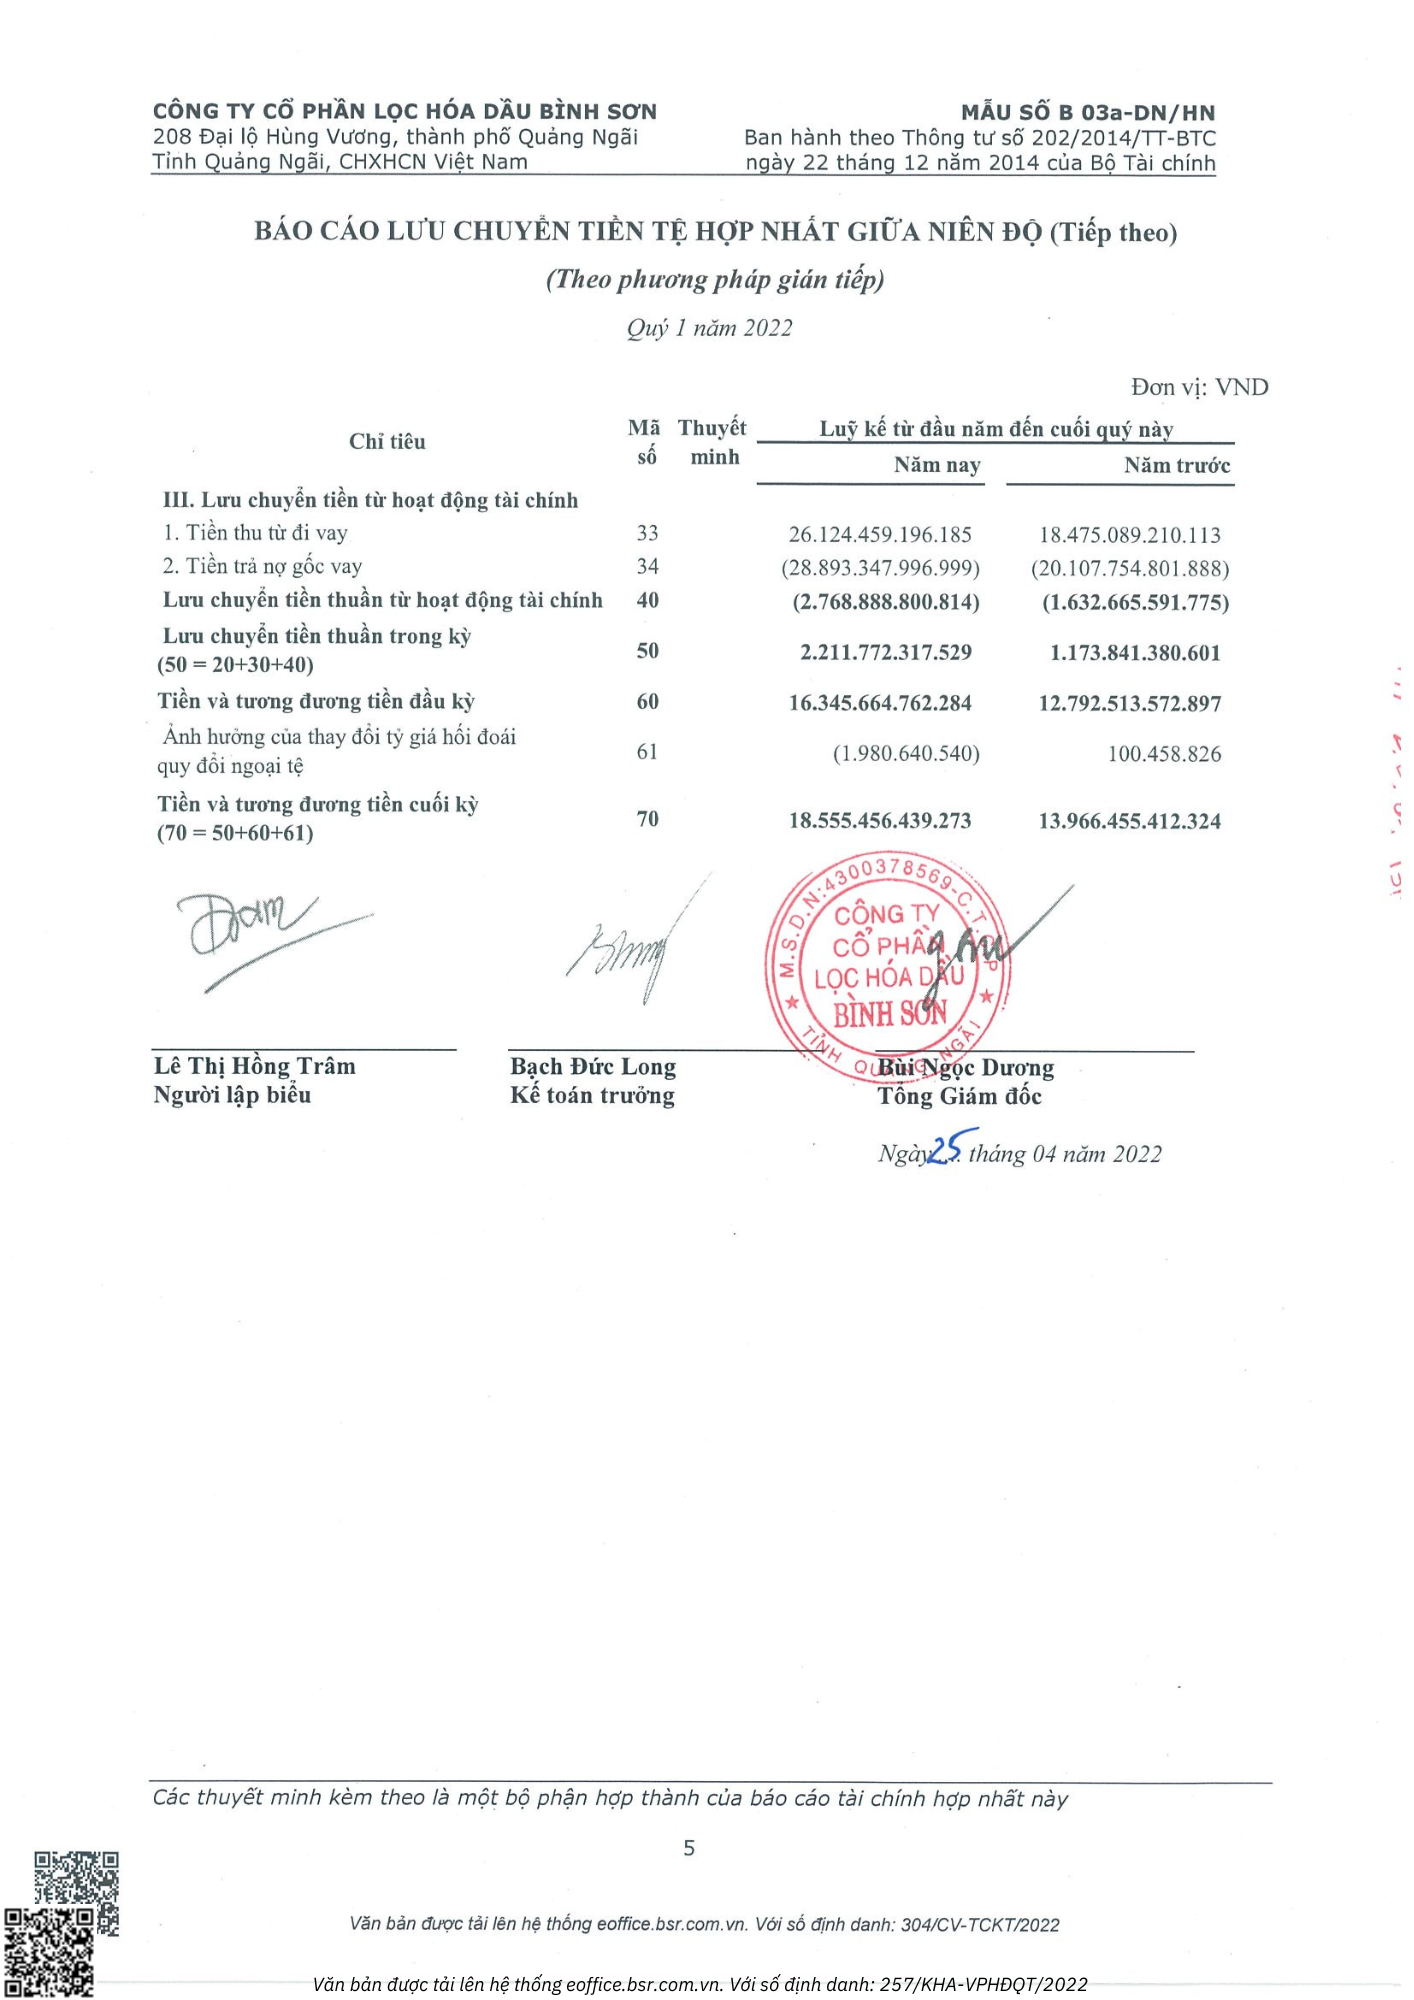 CÔNG TY CỔ PHẦN LỌC HÓA DẦU BÌNH SƠN
208 Đại lộ Hùng Vương, thành phố Quảng Ngãi
Tỉnh Quảng Ngãi, CHXHCN Việt Nam
MẪU SỐ B 03a-DN/HN
Ban hành theo Thông tư số 202/2014/TT-BTC
ngày 22 tháng 12 năm 2014 của Bộ Tài chính
BÁO CÁO LƯU CHUYỂN TIỀN TỆ HỢP NHẤT GIỮA NIÊN ĐỘ (Tiếp theo)
(Theo phương pháp gián tiếp)
Quý 1 năm 2022
Đơn vị: VND
Chỉ tiêu Mã số Thuyết minh Luỹ kế từ đầu năm đến cuối quý này
Năm nay Năm trước
III. Lưu chuyển tiền từ hoạt động tài chính
1. Tiền thu từ đi vay 33 26.124.459.196.185 18.475.089.210.113
2. Tiền trả nợ gốc vay 34 (28.893.347.996.999) (20.107.754.801.888)
Lưu chuyển tiền thuần từ hoạt động tài chính 40 (2.768.888.800.814) (1.632.665.591.775)
Lưu chuyển tiền thuần trong kỳ
(50 = 20+30+40) 50 2.211.772.317.529 1.173.841.380.601
Tiền và tương đương tiền đầu kỳ 60 16.345.664.762.284 12.792.513.572.897
Ảnh hưởng của thay đổi tỷ giá hối đoái
quy đổi ngoại tệ 61 (1.980.640.540) 100.458.826
Tiền và tương đương tiền cuối kỳ
(70 = 50+60+61) 70 18.555.456.439.273 13.966.455.412.324
M.S.D.N:4300378569-C.T.C.P
CÔNG TY
CỔ PHẦN
LỌC HÓA DẦU
BÌNH SƠN
TỈNH QUẢNG NGÃI
Lê Thị Hồng Trâm
Người lập biểu
Bạch Đức Long
Kế toán trưởng
Bùi Ngọc Dương
Tổng Giám đốc
Ngày 25 tháng 04 năm 2022
Các thuyết minh kèm theo là một bộ phận hợp thành của báo cáo tài chính hợp nhất này
5
Văn bản được tải lên hệ thống eoffice.bsr.com.vn. Với số định danh: 304/CV-TCKT/2022
Văn bản được tải lên hệ thống eoffice.bsr.com.vn. Với số định danh: 257/KHA-VPHĐQT/2022